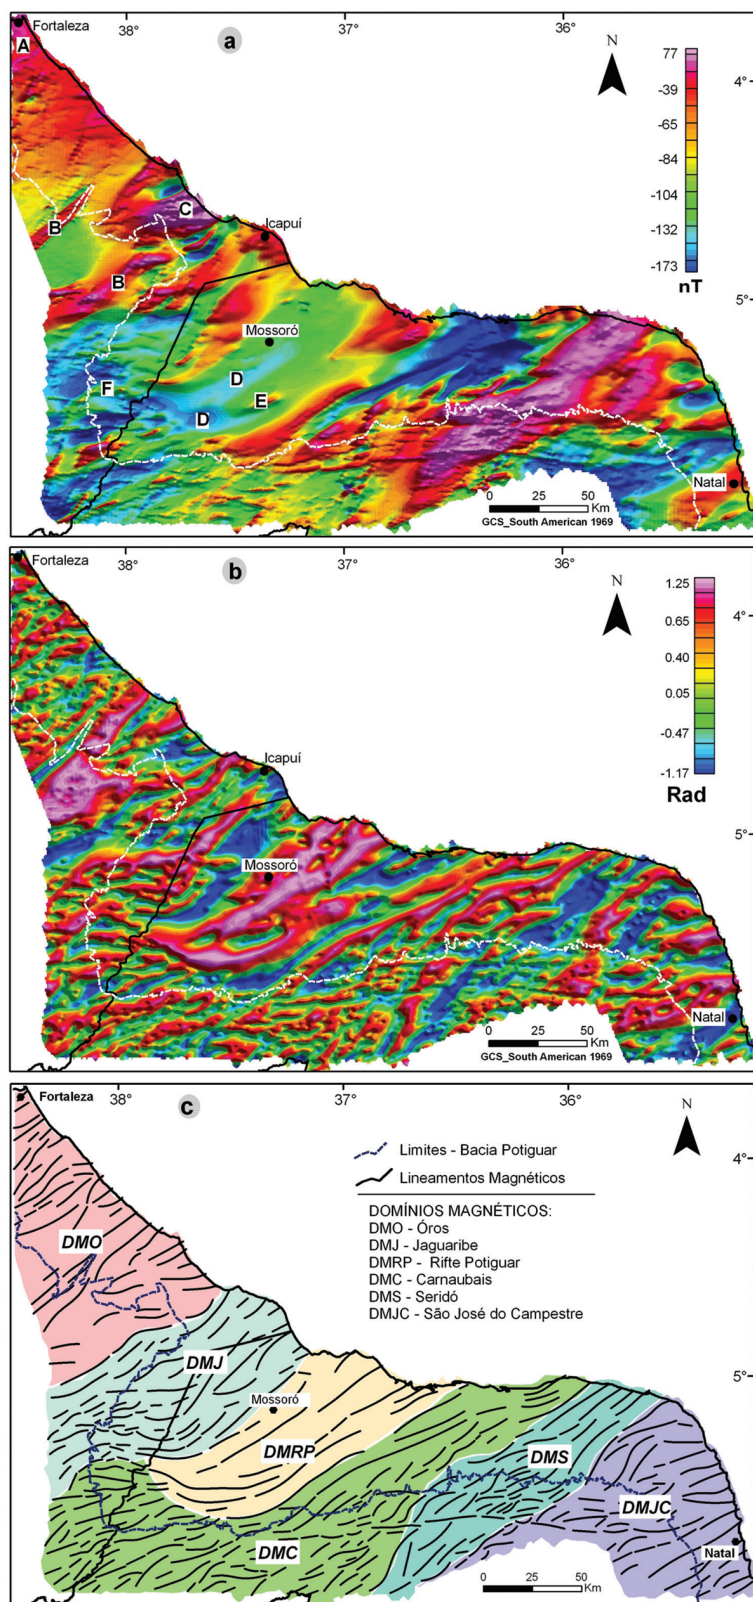 38°
a
37°
36°
Fortaleza
A
N
77
-39
-65
-84
-104
-132
-173
nT
4°
B
C
Icapuí
B
5°
Mossoró
D
F
E
D
Natal
0 25 50
Km
GCS_South American 1969
38°
b
37°
36°
Fortaleza
N
1.25
0.65
0.40
0.05
-0.47
-1.17
Rad
4°
Icapuí
5°
Mossoró
Natal
0 25 50
Km
GCS_South American 1969
Fortaleza
38°
c
37°
36°
N
Limites - Bacia Potiguar
4°
Lineamentos Magnéticos
DOMÍNIOS MAGNÉTICOS:
DMO - Óros
DMJ - Jaguaribe
DMRP - Rifte Potiguar
DMC - Carnaubais
DMS - Seridó
DMJC - São José do Campestre
DMO
DMJ
5°
Mossoró
DMRP
DMS
DMJC
DMC
Natal
0 25 50
Km